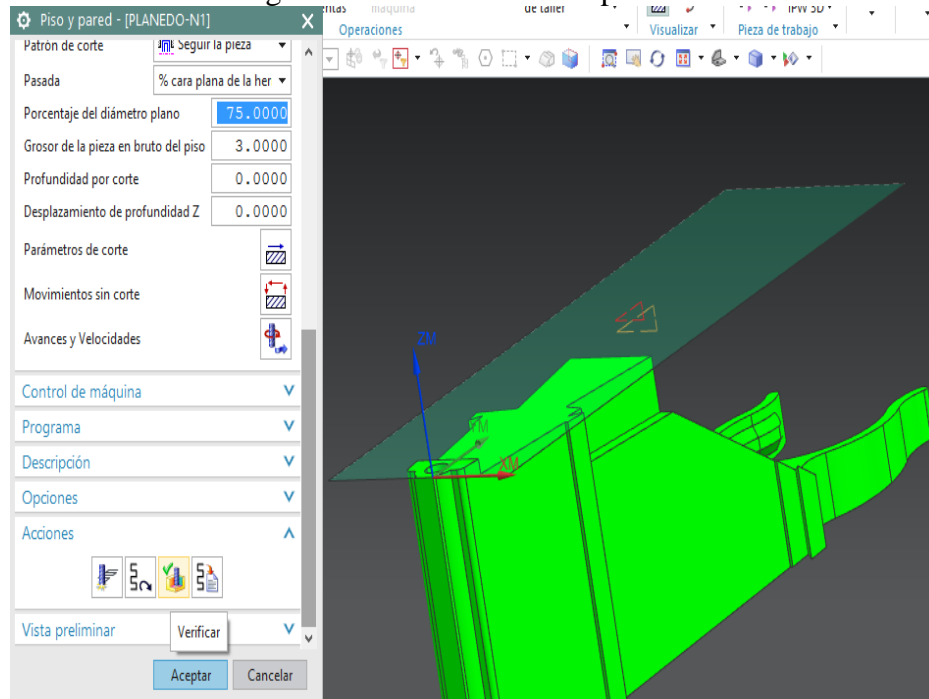 Piso y pared - [PLANEDO-N1] X
Patrón de corte Seguir la pieza
Pasada % cara plana de la her
Porcentaje del diámetro plano 75.0000
Grosor de la pieza en bruto del piso 3.0000
Profundidad por corte 0.0000
Desplazamiento de profundidad Z 0.0000
Parámetros de corte
Movimientos sin corte
Avances y Velocidades
Control de máquina
Programa
Descripción
Opciones
Acciones
Vista preliminar
Verificar
Aceptar Cancelar
máquina de taller IPW 3D
Operaciones Visualizar Pieza de trabajo
ZM
YM
XM